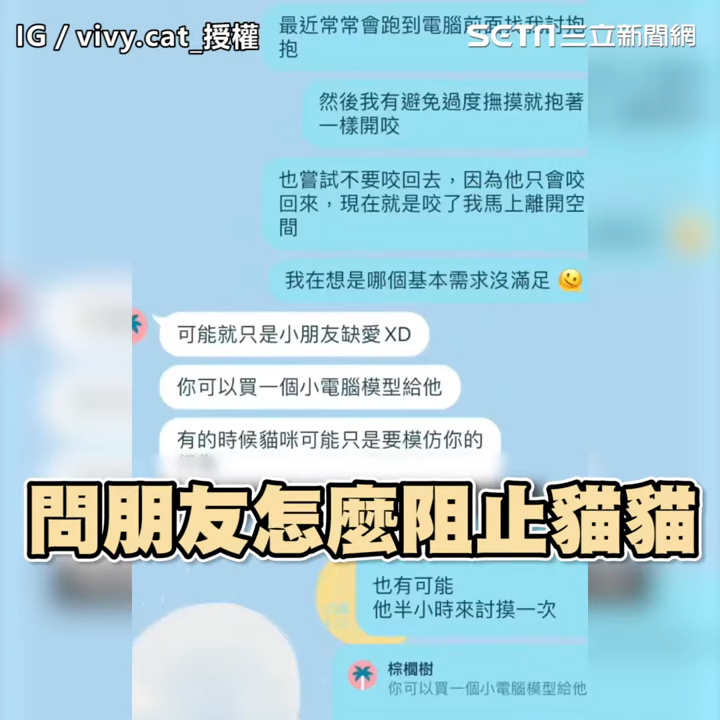 IG / vivy.cat_授權
SETN三立新聞網
最近常常會跑到電腦前面找我討抱
抱
然後我有避免過度撫摸就抱著
一樣開咬
也嘗試不要咬回去，因為他只會咬
回來，現在就是咬了我馬上離開空
間
我在想是哪個基本需求沒滿足 🫠
可能就只是小朋友缺愛XD
你可以買一個小電腦模型給他
有的時候貓咪可能只是要模仿你的
問朋友怎麼阻止貓貓
也有可能
他半小時來討摸一次
棕櫚樹
你可以買一個小電腦模型給他